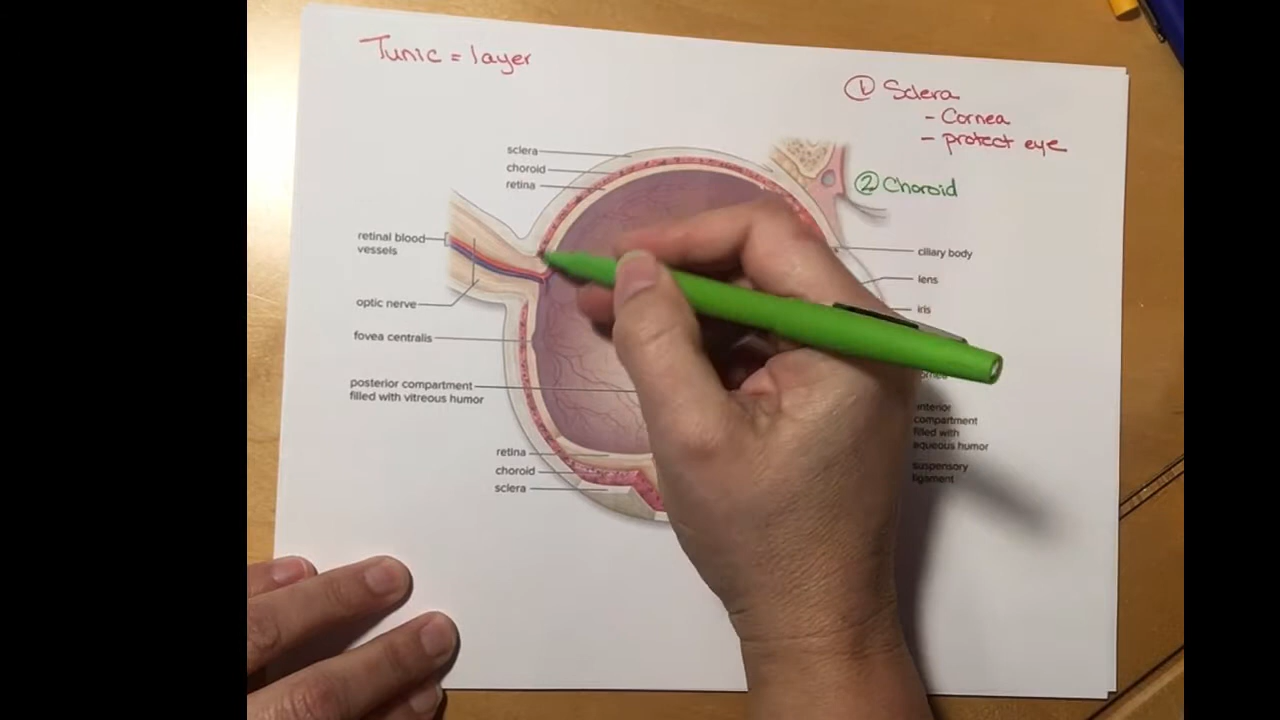 Tunic = layer
① Sclera
- Cornea
- protect eye
② Choroid
sclera
choroid
retina
retinal blood
vessels
optic nerve
fovea centralis
posterior compartment
filled with vitreous humor
retina
choroid
sclera
ciliary body
lens
iris
compartment
filled with
aqueous humor
suspensory
ligament